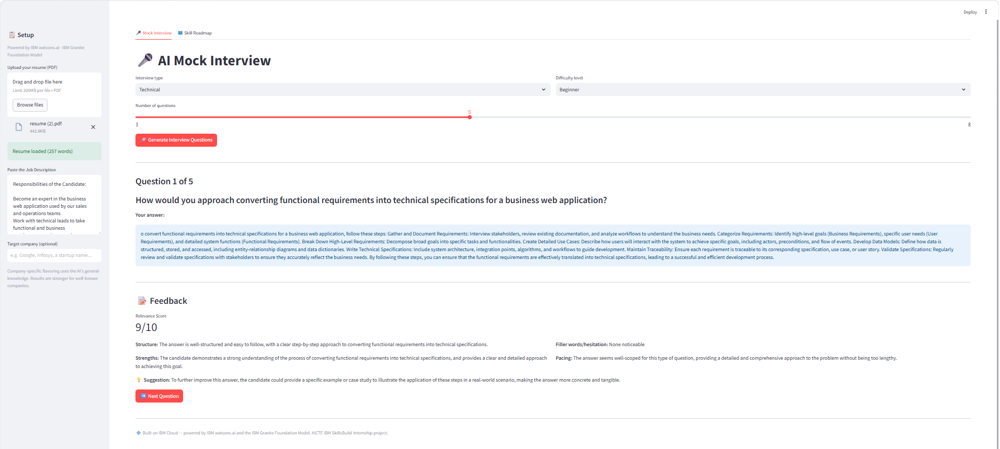 Deploy
Setup
Powered by IBM watsonx.ai - IBM Granite
Foundation Model
Upload your resume (PDF)
Drag and drop file here
Limit 200MB per file • PDF
Browse files
resume (2).pdf
442.9KB
Resume loaded (257 words)
Paste the Job Description
Responsibilities of the Candidate:
Become an expert in the business
web application used by our sales
and operations teams
Work with technical leads to take
functional and business
Target company (optional)
e.g. Google, Infosys, a startup name...
Company-specific flavoring uses the AI's general
knowledge. Results are stronger for well-known
companies.
Mock Interview
Skill Roadmap
AI Mock Interview
Interview type
Technical
Difficulty level
Beginner
Number of questions
5
3
8
Generate Interview Questions
Question 1 of 5
How would you approach converting functional requirements into technical specifications for a business web application?
Your answer:
o convert functional requirements into technical specifications for a business web application, follow these steps: Gather and Document Requirements: Interview stakeholders, review existing documentation, and analyze workflows to understand the business needs. Categorize Requirements: Identify high-level goals (Business Requirements), specific user needs (User
Requirements), and detailed system functions (Functional Requirements). Break Down High-Level Requirements: Decompose broad goals into specific tasks and functionalities. Create Detailed Use Cases: Describe how users will interact with the system to achieve specific goals, including actors, preconditions, and flow of events. Develop Data Models: Define how data is
structured, stored, and accessed, including entity-relationship diagrams and data dictionaries. Write Technical Specifications: Include system architecture, integration points, algorithms, and workflows to guide development. Maintain Traceability: Ensure each requirement is traceable to its corresponding specification, use case, or user story. Validate Specifications: Regularly
review and validate specifications with stakeholders to ensure they accurately reflect the business needs. By following these steps, you can ensure that the functional requirements are effectively translated into technical specifications, leading to a successful and efficient development process.
Feedback
Relevance Score
9/10
Structure: The answer is well-structured and easy to follow, with a clear step-by-step approach to converting functional requirements into technical specifications.
Filler words/hesitation: None noticeable
Strengths: The candidate demonstrates a strong understanding of the process of converting functional requirements into technical specifications, and provides a clear and detailed approach
to achieving this goal.
Pacing: The answer seems well-scoped for this type of question, providing a detailed and comprehensive approach to the problem without being too lengthy.
Suggestion: To further improve this answer, the candidate could provide a specific example or case study to illustrate the application of these steps in a real-world scenario, making the answer more concrete and tangible.
Next Question
Built on IBM Cloud — powered by IBM watsonx.ai and the IBM Granite Foundation Model. AICTE IBM SkillsBuild Internship project.